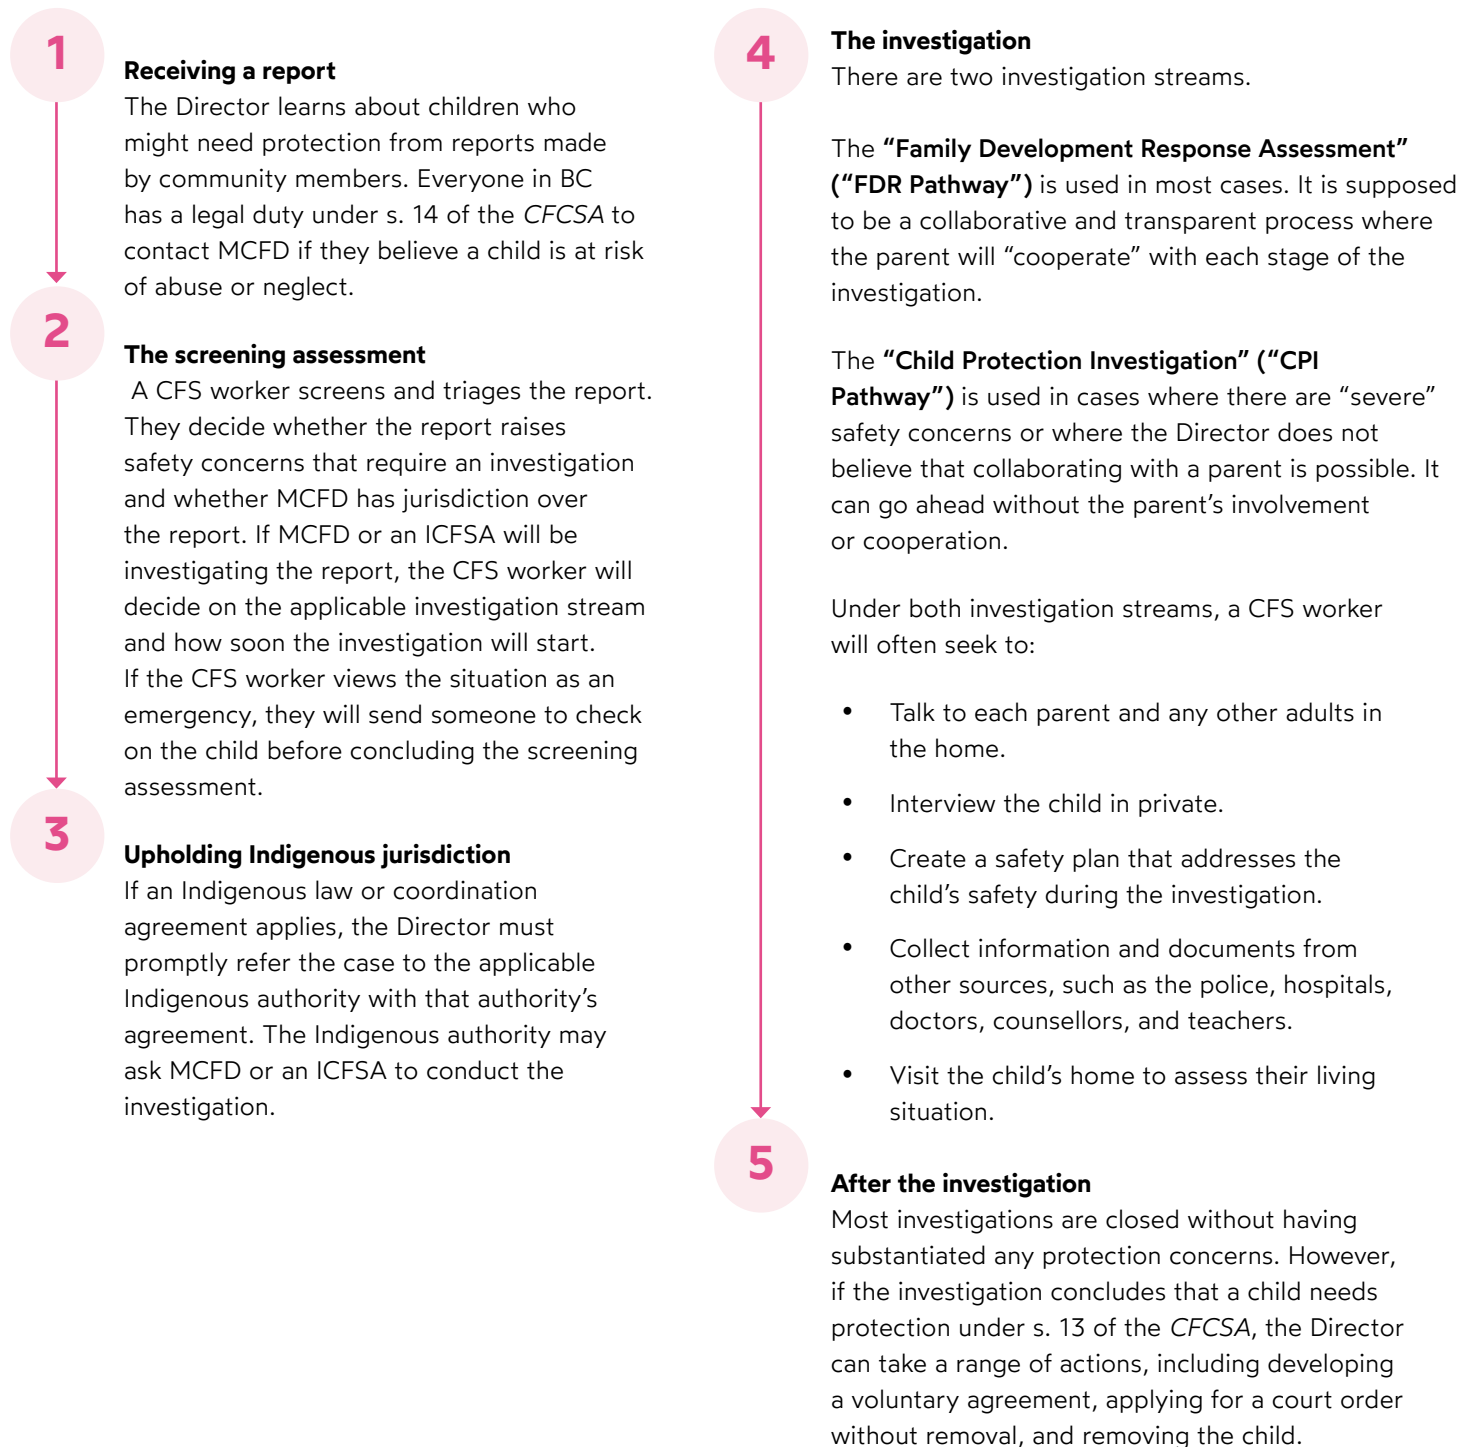 1
Receiving a report
The Director learns about children who
might need protection from reports made
by community members. Everyone in BC
has a legal duty under s. 14 of the CFCSA to
contact MCFD if they believe a child is at risk
of abuse or neglect.
2
The screening assessment
A CFS worker screens and triages the report.
They decide whether the report raises
safety concerns that require an investigation
and whether MCFD has jurisdiction over
the report. If MCFD or an ICFSA will be
investigating the report, the CFS worker will
decide on the applicable investigation stream
and how soon the investigation will start.
If the CFS worker views the situation as an
emergency, they will send someone to check
on the child before concluding the screening
assessment.
3
Upholding Indigenous jurisdiction
If an Indigenous law or coordination
agreement applies, the Director must
promptly refer the case to the applicable
Indigenous authority with that authority’s
agreement. The Indigenous authority may
ask MCFD or an ICFSA to conduct the
investigation.
4
The investigation
There are two investigation streams.
The “Family Development Response Assessment”
(“FDR Pathway”) is used in most cases. It is supposed
to be a collaborative and transparent process where
the parent will “cooperate” with each stage of the
investigation.
The “Child Protection Investigation” (“CPI
Pathway”) is used in cases where there are “severe”
safety concerns or where the Director does not
believe that collaborating with a parent is possible. It
can go ahead without the parent’s involvement
or cooperation.
Under both investigation streams, a CFS worker
will often seek to:
• Talk to each parent and any other adults in
the home.
• Interview the child in private.
• Create a safety plan that addresses the
child’s safety during the investigation.
• Collect information and documents from
other sources, such as the police, hospitals,
doctors, counsellors, and teachers.
• Visit the child’s home to assess their living
situation.
5
After the investigation
Most investigations are closed without having
substantiated any protection concerns. However,
if the investigation concludes that a child needs
protection under s. 13 of the CFCSA, the Director
can take a range of actions, including developing
a voluntary agreement, applying for a court order
without removal, and removing the child.